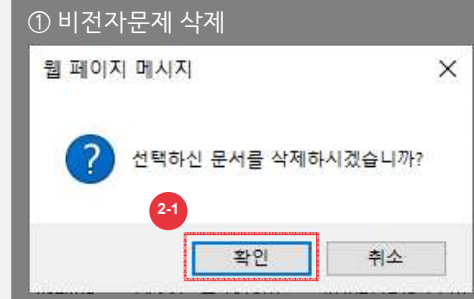 ① 비전자문제 삭제
웹 페이지 메시지
선택하신 문서를 삭제하시겠습니까?
2-1
확인
취소